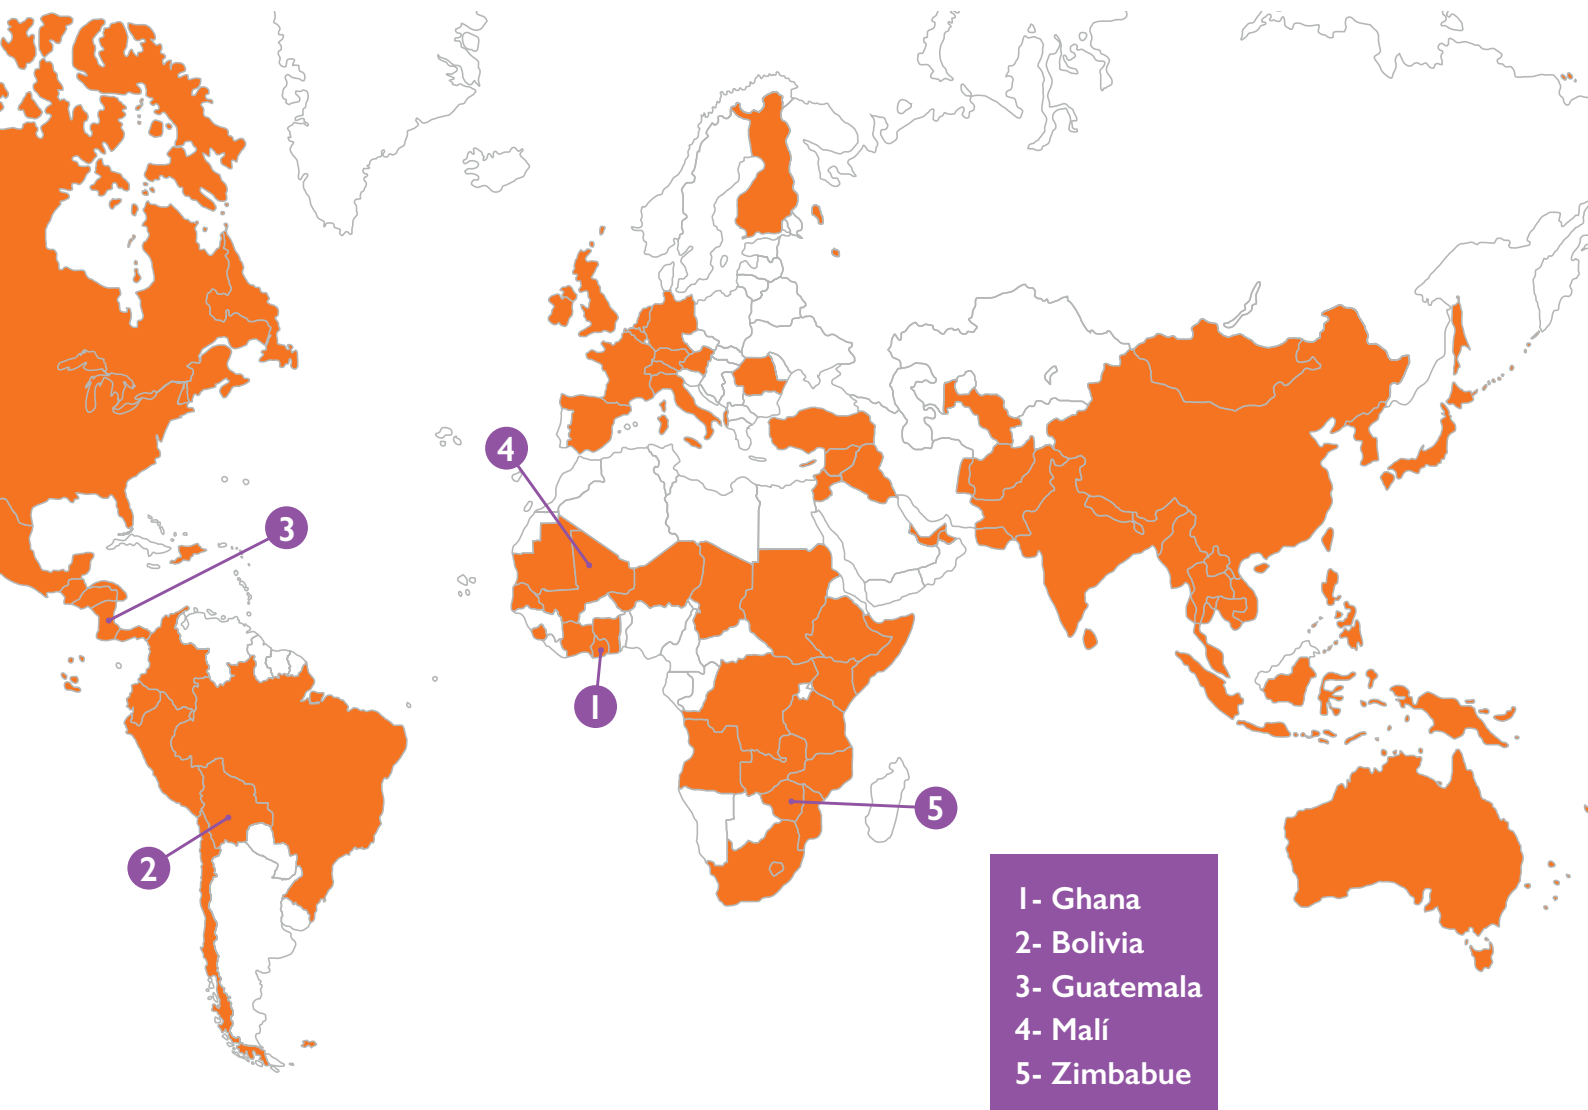 4
3
1
5
2
1- Ghana
2- Bolivia
3- Guatemala
4- Malí
5- Zimbabue